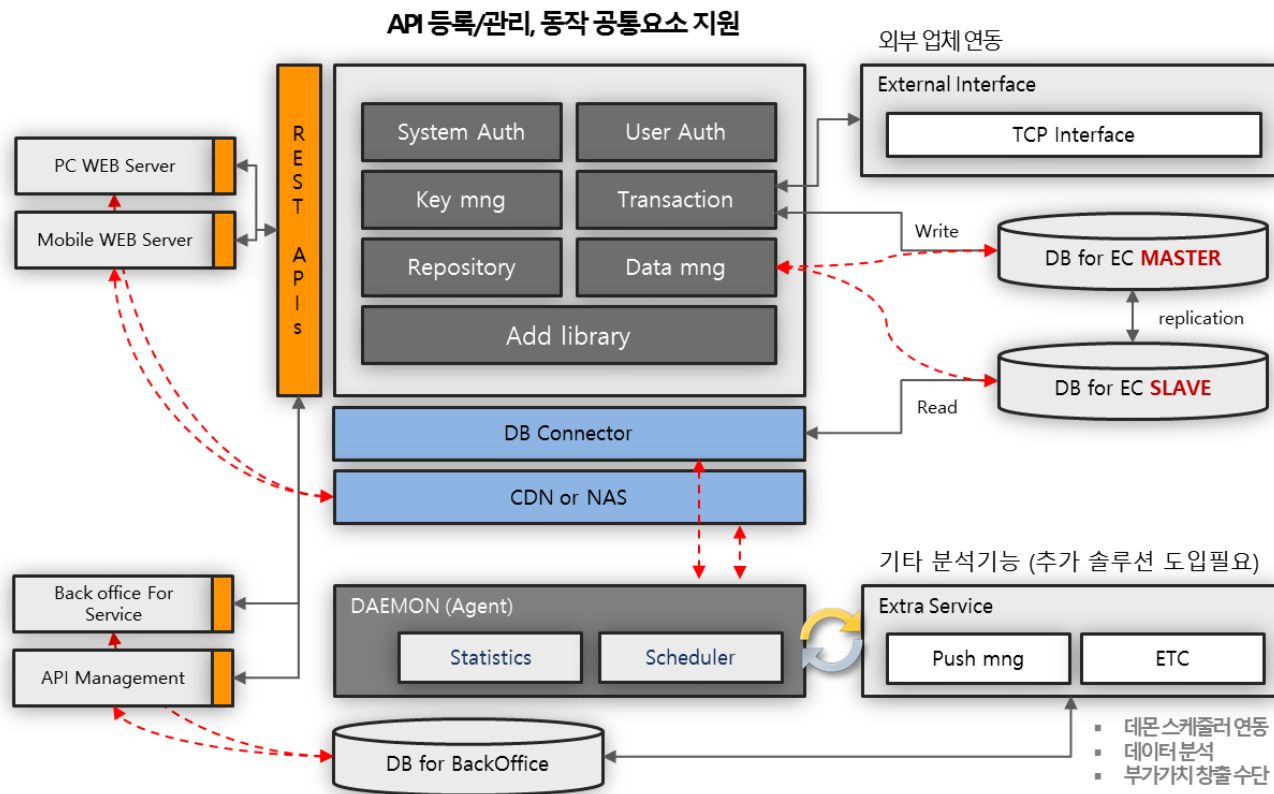 API 등록/관리, 동작 공통요소 지원
외부 업체 연동
External Interface
TCP Interface
REST APIs
System Auth
User Auth
Key mng
Transaction
Repository
Data mng
Add library
PC WEB Server
Mobile WEB Server
Write
DB for EC MASTER
replication
DB for EC SLAVE
Read
DB Connector
CDN or NAS
기타 분석기능 (추가 솔루션 도입필요)
Back office For
Service
API Management
DAEMON (Agent)
Statistics
Scheduler
Extra Service
Push mng
ETC
DB for BackOffice
▪ 데몬 스케줄러 연동
▪ 데이터 분석
▪ 부가가치 창출 수단